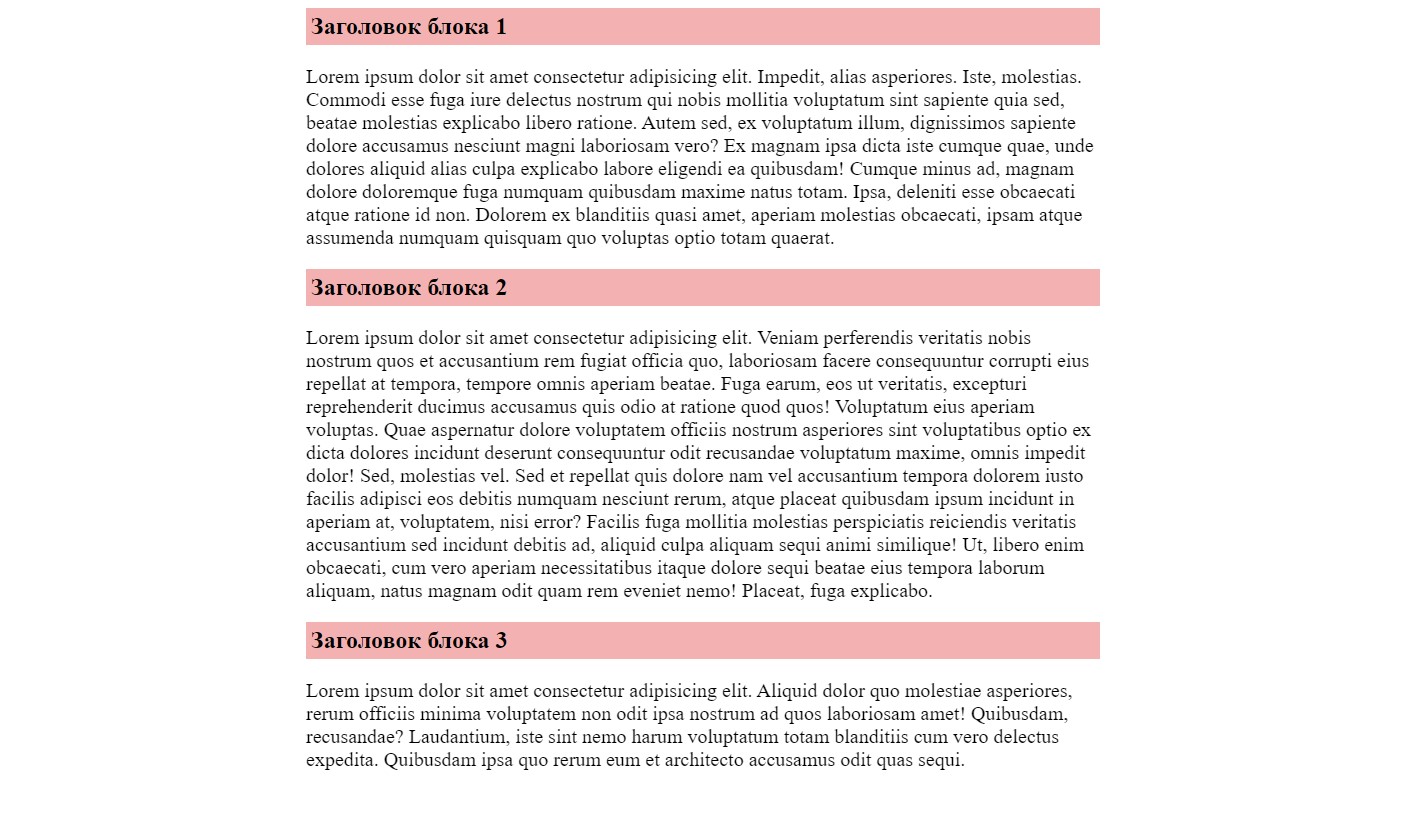 Заголовок блока 1
Lorem ipsum dolor sit amet consectetur adipisicing elit. Impedit, alias asperiores. Iste, molestias.
Commodi esse fuga iure delectus nostrum qui nobis mollitia voluptatum sint sapiente quia sed,
beatae molestias explicabo libero ratione. Autem sed, ex voluptatum illum, dignissimos sapiente
dolore accusamus nesciunt magni laboriosam vero? Ex magnam ipsa dicta iste cumque quae, unde
dolores aliquid alias culpa explicabo labore eligendi ea quibusdam! Cumque minus ad, magnam
dolore doloremque fuga numquam quibusdam maxime natus totam. Ipsa, deleniti esse obcaecati
atque ratione id non. Dolorem ex blanditiis quasi amet, aperiam molestias obcaecati, ipsam atque
assumenda numquam quisquam quo voluptas optio totam quaerat.
Заголовок блока 2
Lorem ipsum dolor sit amet consectetur adipisicing elit. Veniam perferendis veritatis nobis
nostrum quos et accusantium rem fugiat officia quo, laboriosam facere consequuntur corrupti eius
repellat at tempora, tempore omnis aperiam beatae. Fuga earum, eos ut veritatis, excepturi
reprehenderit ducimus accusamus quis odio at ratione quod quos! Voluptatum eius aperiam
voluptas. Quae aspernatur dolore voluptatem officiis nostrum asperiores sint voluptatibus optio ex
dicta dolores incidunt deserunt consequuntur odit recusandae voluptatum maxime, omnis impedit
dolor! Sed, molestias vel. Sed et repellat quis dolore nam vel accusantium tempora dolorem iusto
facilis adipisci eos debitis numquam nesciunt rerum, atque placeat quibusdam ipsum incidunt in
aperiam at, voluptatem, nisi error? Facilis fuga mollitia molestias perspiciatis reiciendis veritatis
accusantium sed incidunt debitis ad, aliquid culpa aliquam sequi animi similique! Ut, libero enim
obcaecati, cum vero aperiam necessitatibus itaque dolore sequi beatae eius tempora laborum
aliquam, natus magnam odit quam rem eveniet nemo! Placeat, fuga explicabo.
Заголовок блока 3
Lorem ipsum dolor sit amet consectetur adipisicing elit. Aliquid dolor quo molestiae asperiores,
rerum officiis minima voluptatem non odit ipsa nostrum ad quos laboriosam amet! Quibusdam,
recusandae? Laudantium, iste sint nemo harum voluptatum totam blanditiis cum vero delectus
expedita. Quibusdam ipsa quo rerum eum et architecto accusamus odit quas sequi.